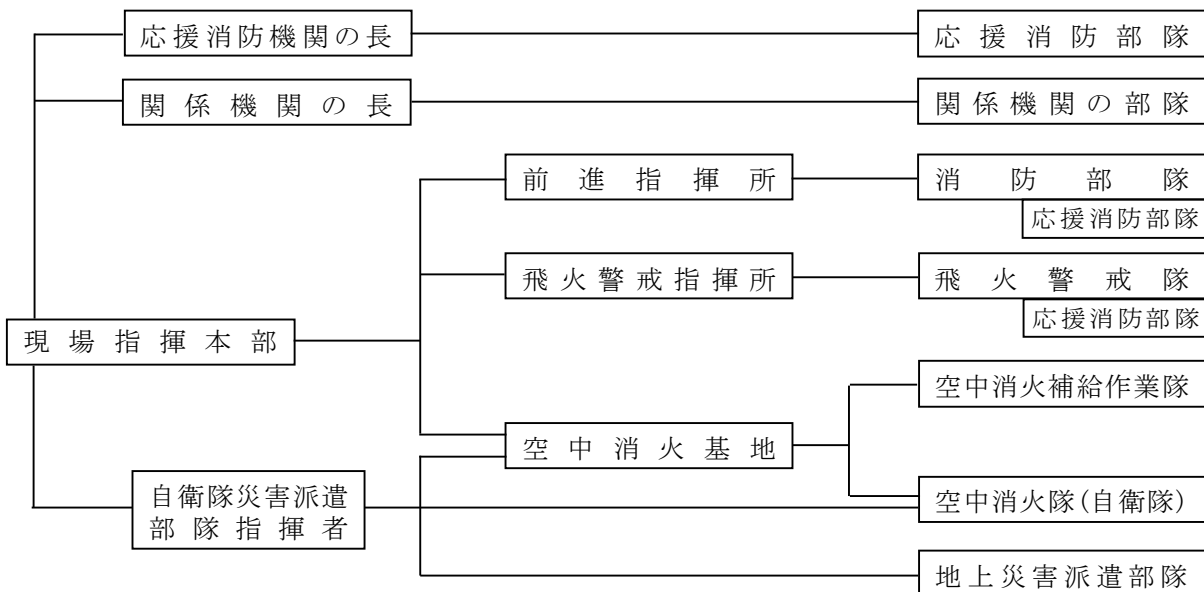 応援消防機関の長
応援消防部隊
関係機関の長
関係機関の部隊
前進指揮所
消防部隊
応援消防部隊
飛火警戒指揮所
飛火警戒隊
応援消防部隊
現場指揮本部
空中消火補給作業隊
空中消火基地
自衛隊災害派遣
部隊指揮者
空中消火隊(自衛隊)
地上災害派遣部隊